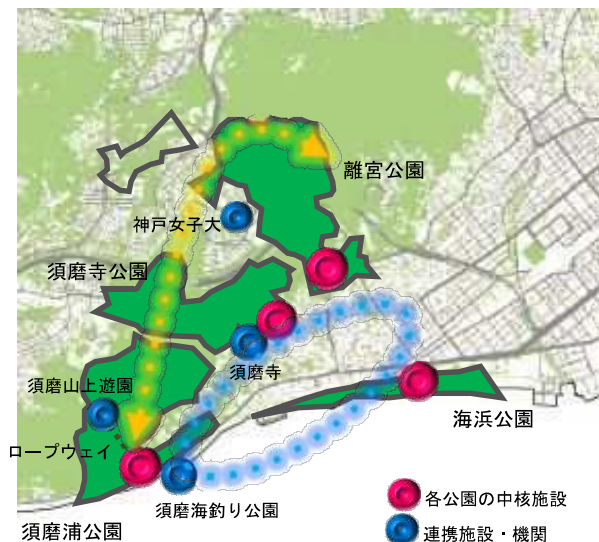 離宮公園
神戸女子大
須磨寺公園
須磨寺
須磨山上遊園
海浜公園
ロープウェイ
須磨海釣り公園
須磨浦公園
各公園の中核施設
連携施設・機関